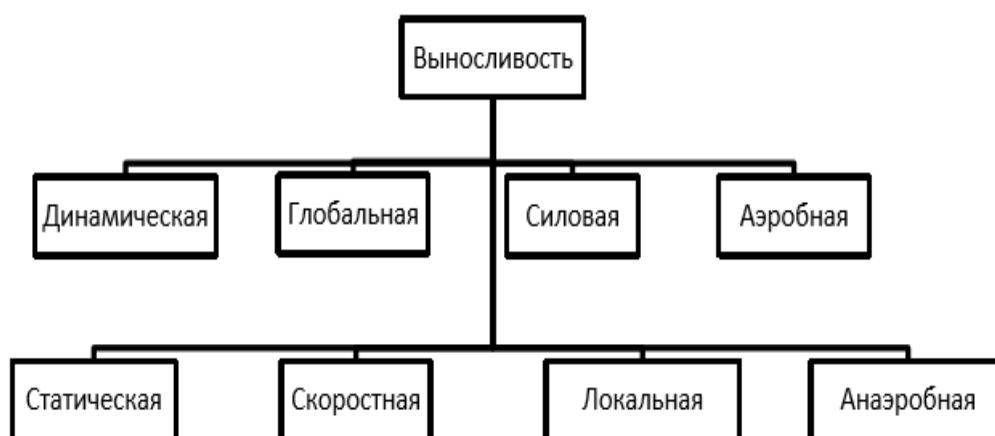 Выносливость
Динамическая
Глобальная
Силовая
Аэробная
Статическая
Скоростная
Локальная
Анаэробная